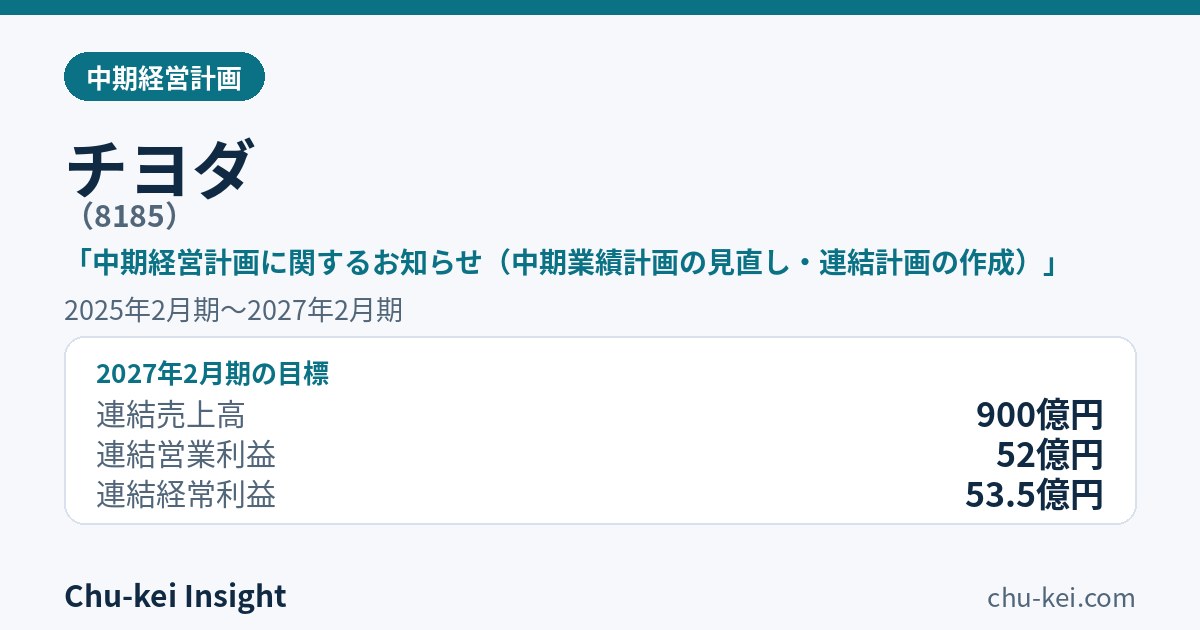 中期経営計画
チヨダ
（8185）
「中期経営計画に関するお知らせ（中期業績計画の見直し・連結計画の作成）」
2025年2月期～2027年2月期
2027年2月期の目標
連結売上高 900億円
連結営業利益 52億円
連結経常利益 53.5億円
Chu-kei Insight chu-kei.com